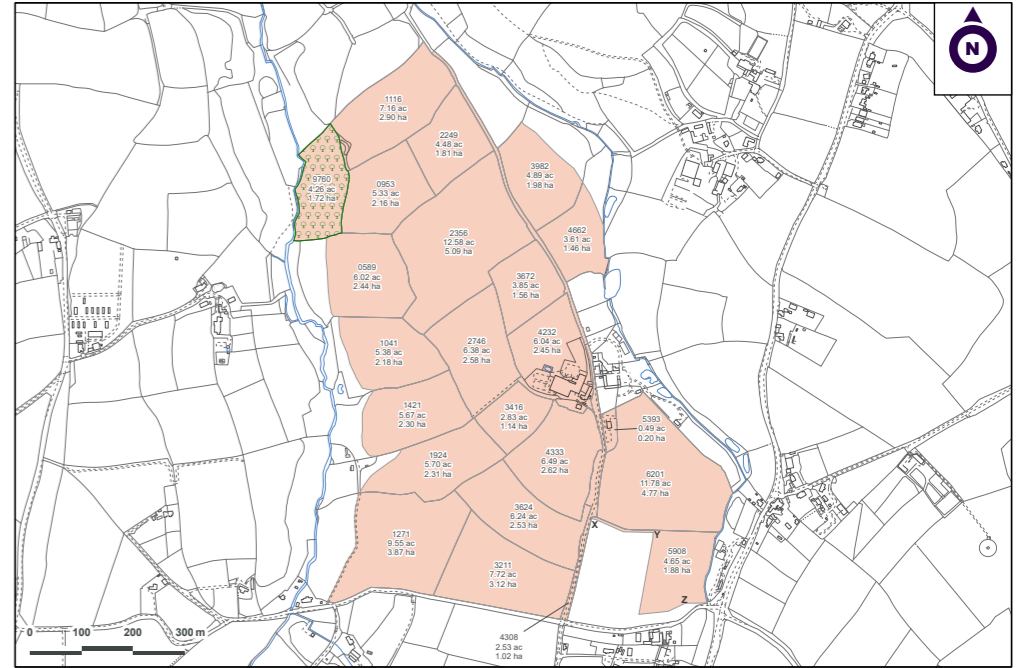 N
1116
7.16 ac
2.90 ha
2249
4.48 ac
1.81 ha
3982
4.89 ac
1.98 ha
9760
4.26 ac
1.72 ha
0953
5.33 ac
2.16 ha
2356
12.58 ac
5.09 ha
4662
3.61 ac
1.46 ha
0589
6.02 ac
2.44 ha
3672
3.85 ac
1.56 ha
4232
6.04 ac
2.45 ha
1041
5.38 ac
2.18 ha
2746
6.38 ac
2.58 ha
1421
5.67 ac
2.30 ha
3416
2.83 ac
1.14 ha
5393
0.49 ac
0.20 ha
1924
5.70 ac
2.31 ha
4333
6.49 ac
2.62 ha
6201
11.78 ac
4.77 ha
3624
6.24 ac
2.53 ha
X
Y
1271
9.55 ac
3.87 ha
5908
4.65 ac
1.88 ha
3211
7.72 ac
3.12 ha
Z
0 100 200 300 m
4308
2.53 ac
1.02 ha